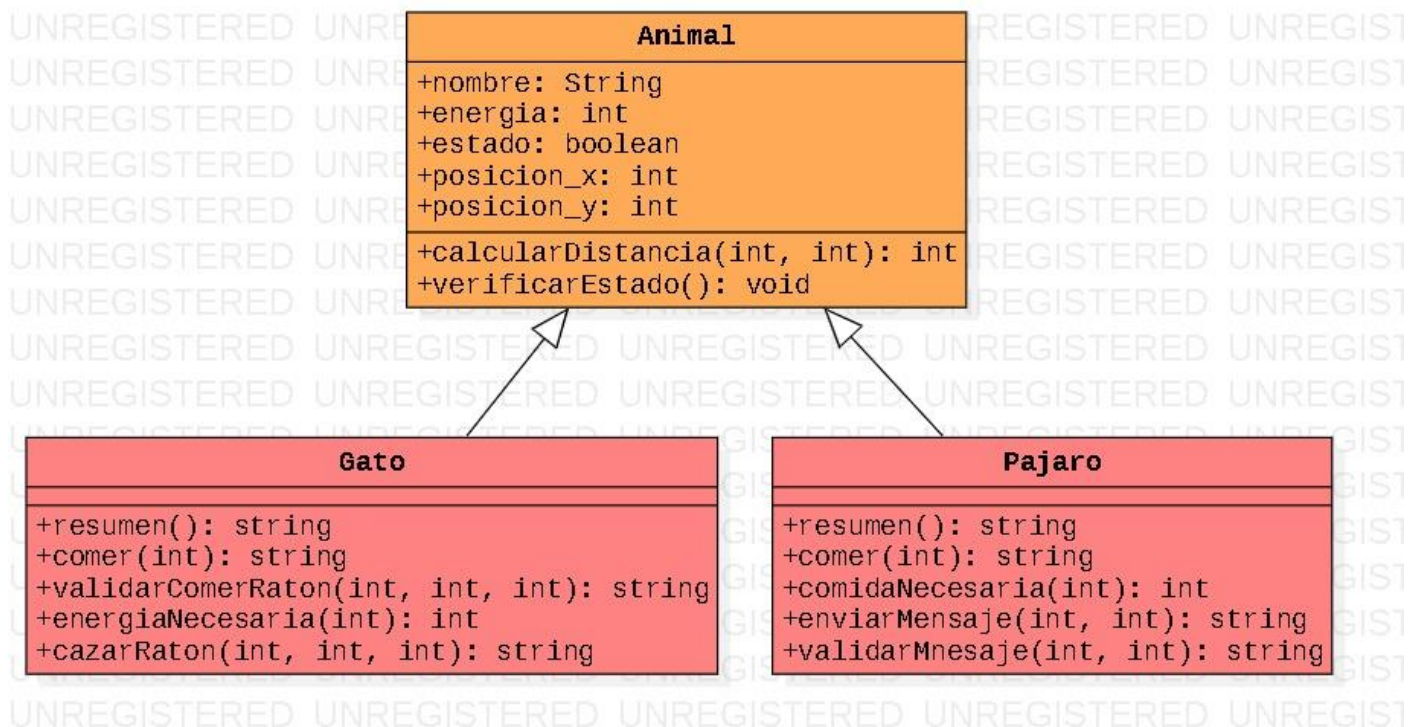 Animal
+nombre: String
+energia: int
+estado: boolean
+posicion_x: int
+posicion_y: int
+calcularDistancia(int, int): int
+verificarEstado(): void
Gato
+resumen(): string
+comer(int): string
+validarComerRaton(int, int, int): string
+energiaNecesaria(int): int
+cazarRaton(int, int, int): string
Pajaro
+resumen(): string
+comer(int): string
+comidaNecesaria(int): int
+enviarMensaje(int, int): string
+validarMnesaje(int, int): string
UNREGISTERED